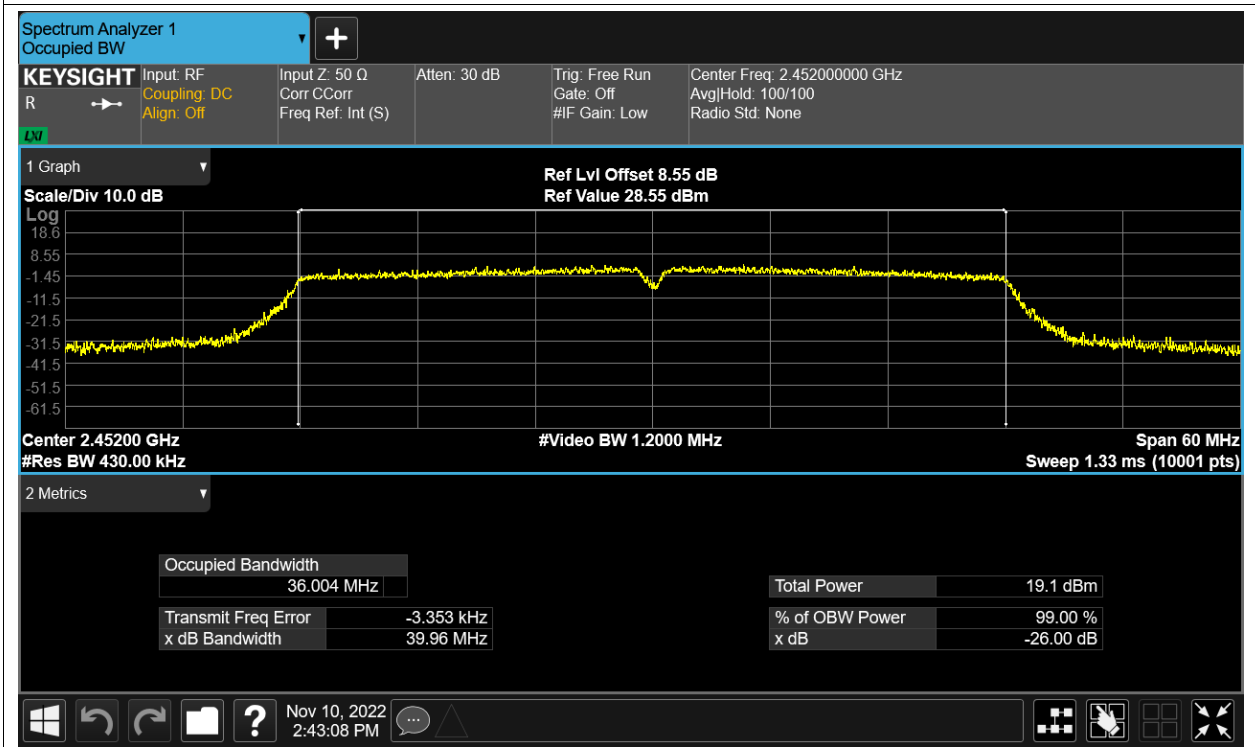 Spectrum Analyzer 1
Occupied BW
KEYSIGHT
R
LXI
Input: RF
Coupling: DC
Align: Off
Input Z: 50 Ω
Corr CCorr
Freq Ref: Int (S)
Atten: 30 dB
Trig: Free Run
Gate: Off
#IF Gain: Low
Center Freq: 2.452000000 GHz
Avg|Hold: 100/100
Radio Std: None
1 Graph
Ref Lvl Offset 8.55 dB
Scale/Div 10.0 dB
Ref Value 28.55 dBm
Log
18.6
8.55
-1.45
-11.5
-21.5
-31.5
-41.5
-51.5
-61.5
Center 2.45200 GHz
#Video BW 1.2000 MHz
Span 60 MHz
#Res BW 430.00 kHz
Sweep 1.33 ms (10001 pts)
2 Metrics
Occupied Bandwidth
36.004 MHz
Total Power 19.1 dBm
Transmit Freq Error -3.353 kHz
% of OBW Power 99.00 %
x dB Bandwidth 39.96 MHz
x dB -26.00 dB
?
Nov 10, 2022
2:43:08 PM